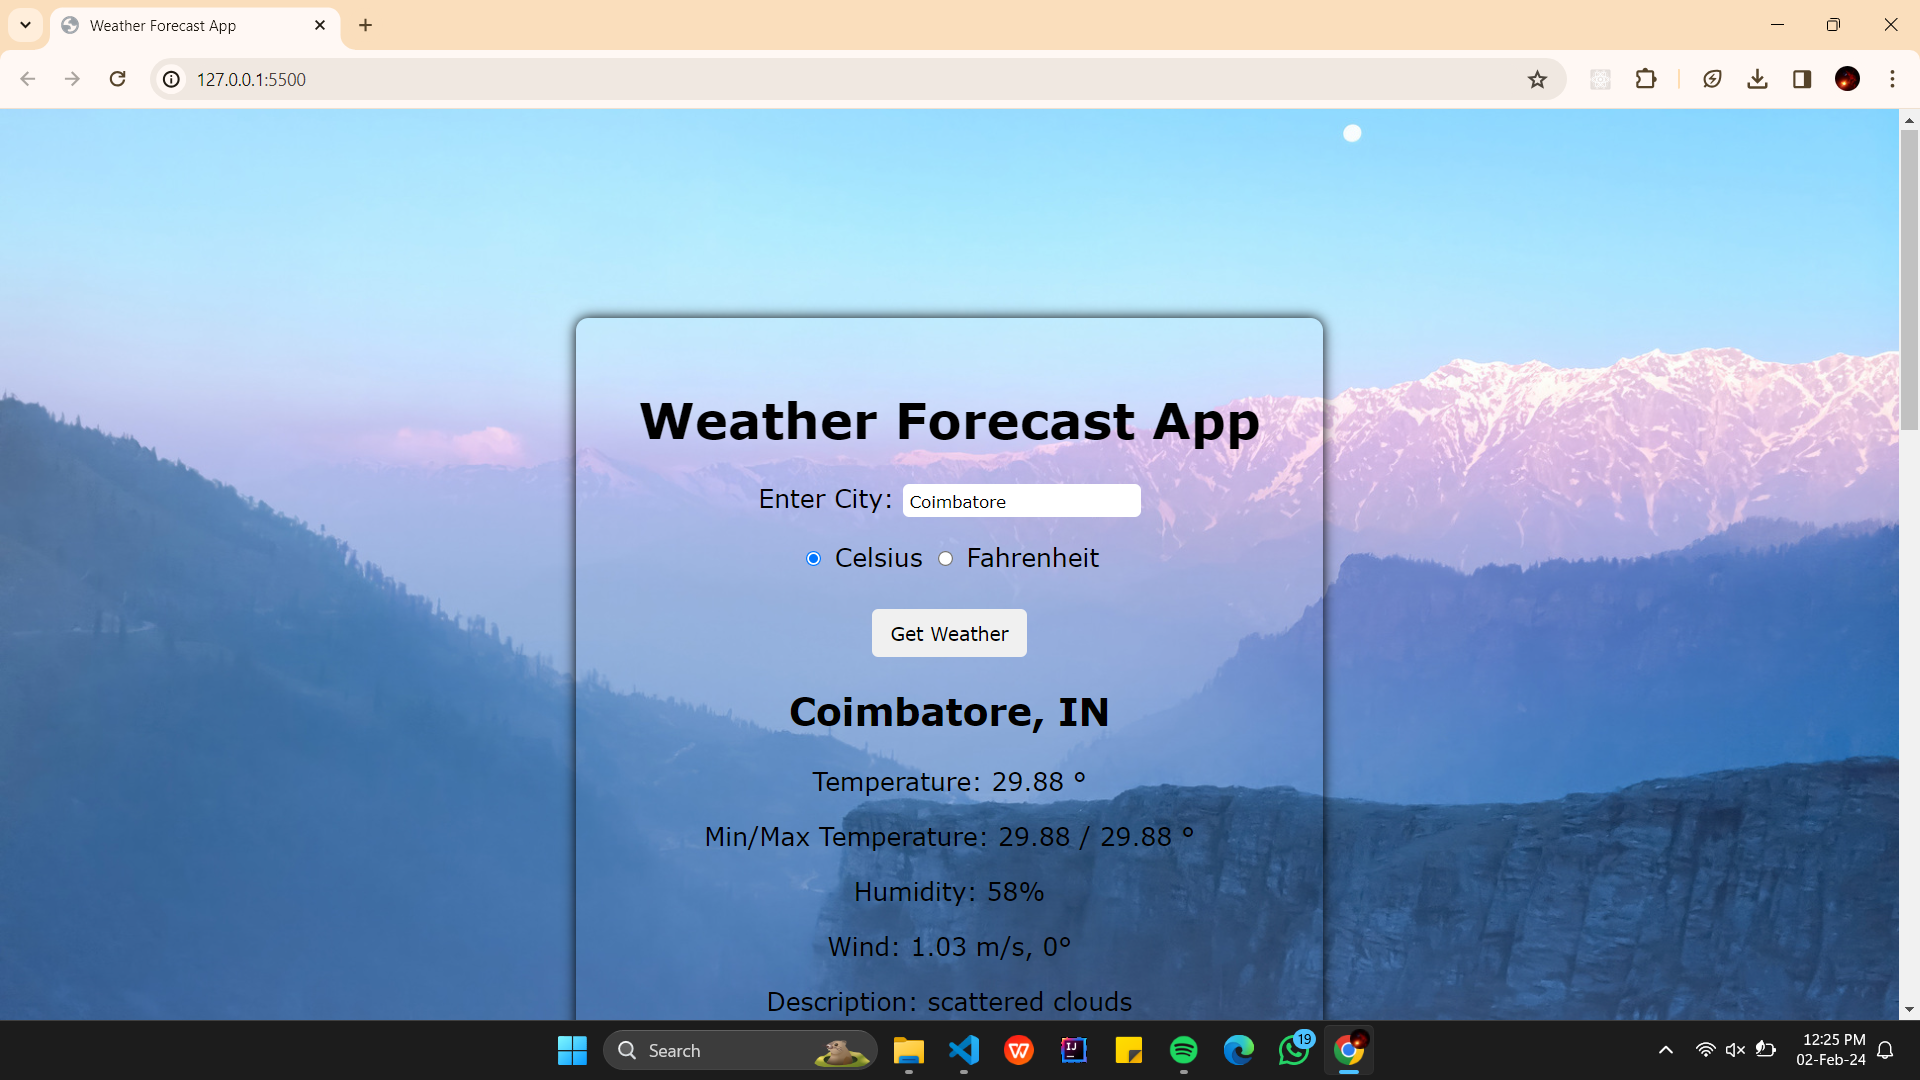 Weather Forecast App
127.0.0.1:5500
Weather Forecast App
Enter City: Coimbatore
Celsius Fahrenheit
Get Weather
Coimbatore, IN
Temperature: 29.88 °
Min/Max Temperature: 29.88 / 29.88 °
Humidity: 58%
Wind: 1.03 m/s, 0°
Description: scattered clouds
Search
W
IJ
19
12:25 PM
02-Feb-24